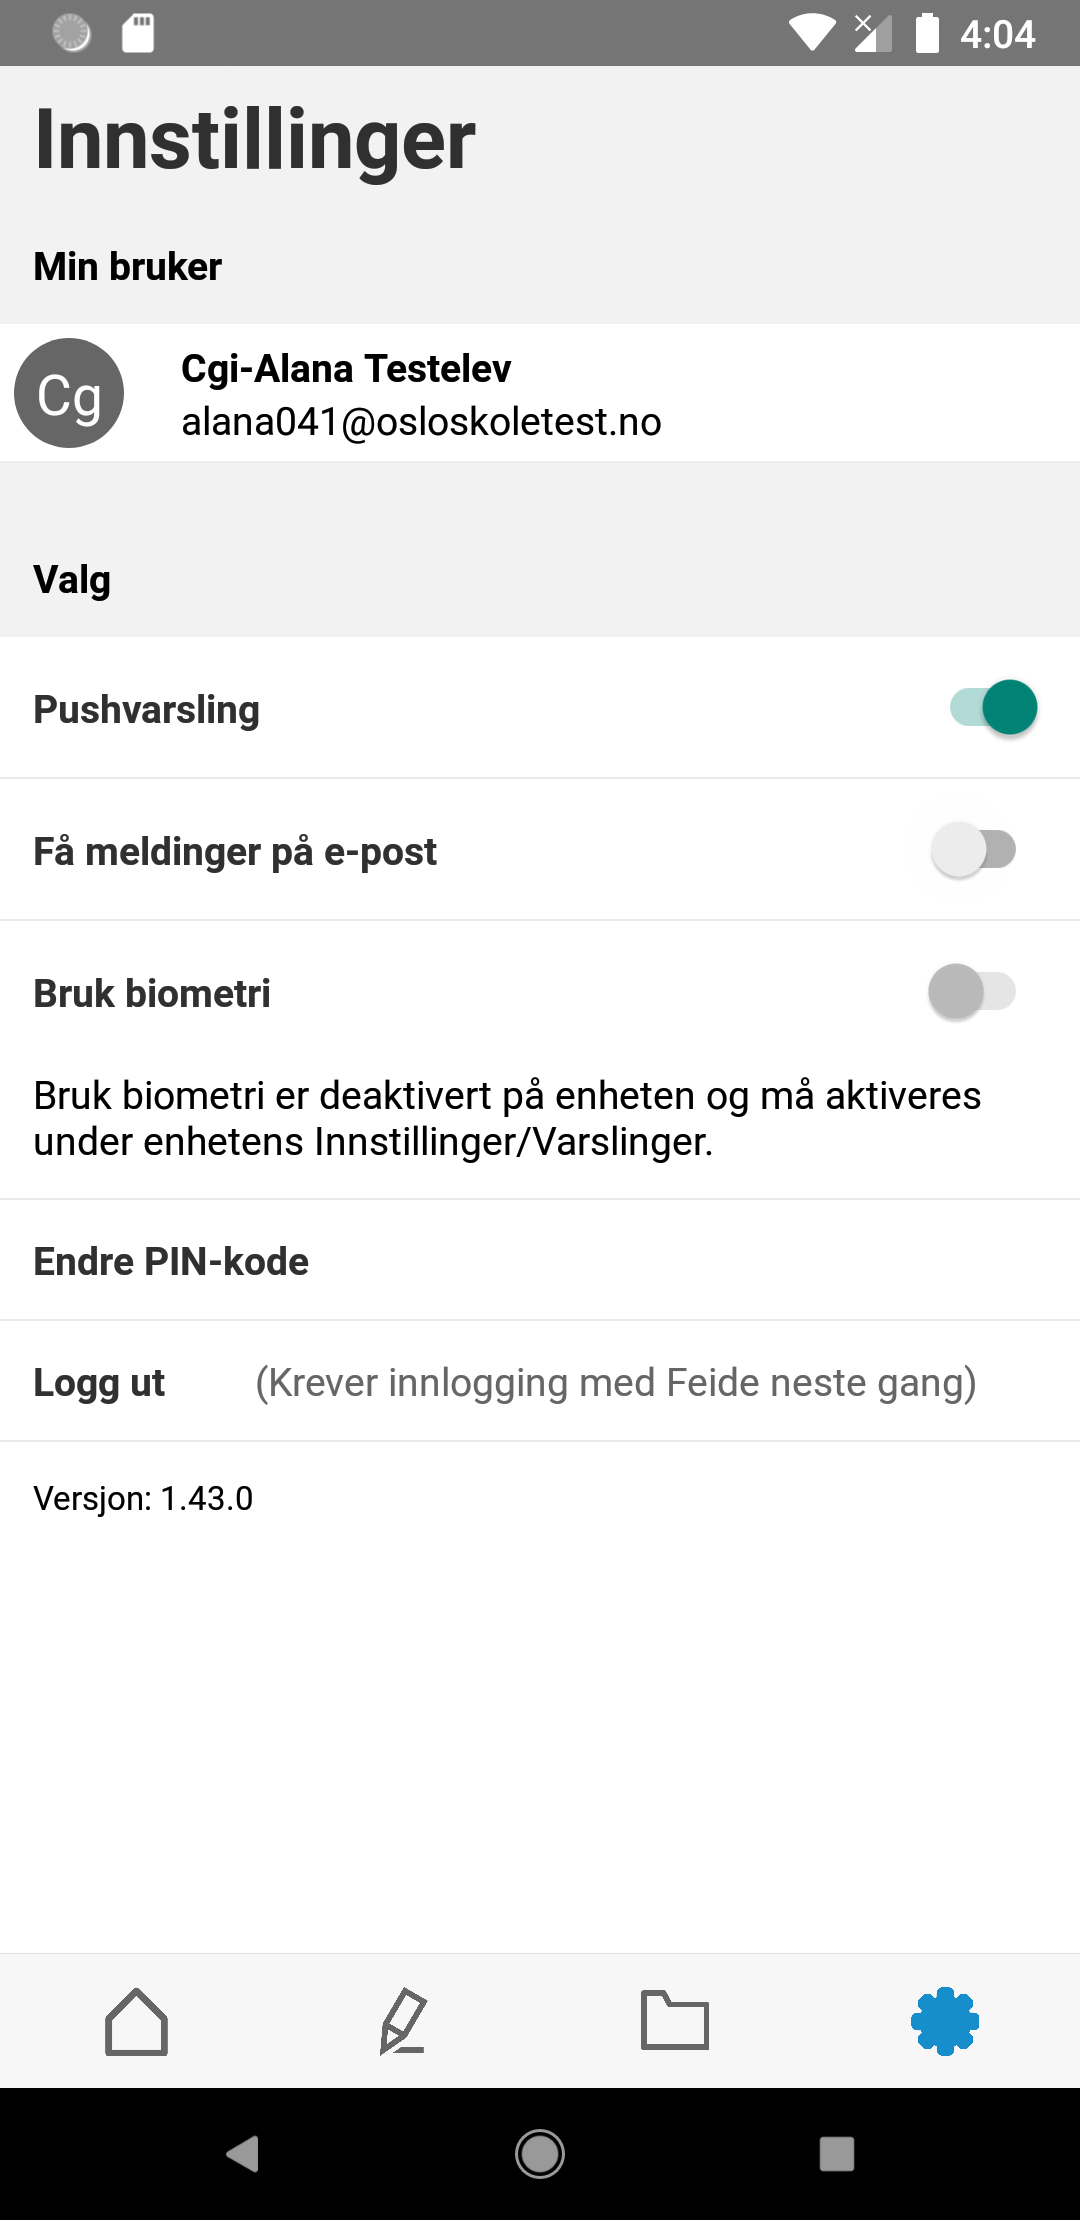 4:04
Innstillinger
Min bruker
Cg
Cgi-Alana Testelev
alana041@osloskoletest.no
Valg
Pushvarsling
Få meldinger på e-post
Bruk biometri
Bruk biometri er deaktivert på enheten og må aktiveres
under enhetens Innstillinger/Varslinger.
Endre PIN-kode
Logg ut (Krever innlogging med Feide neste gang)
Versjon: 1.43.0